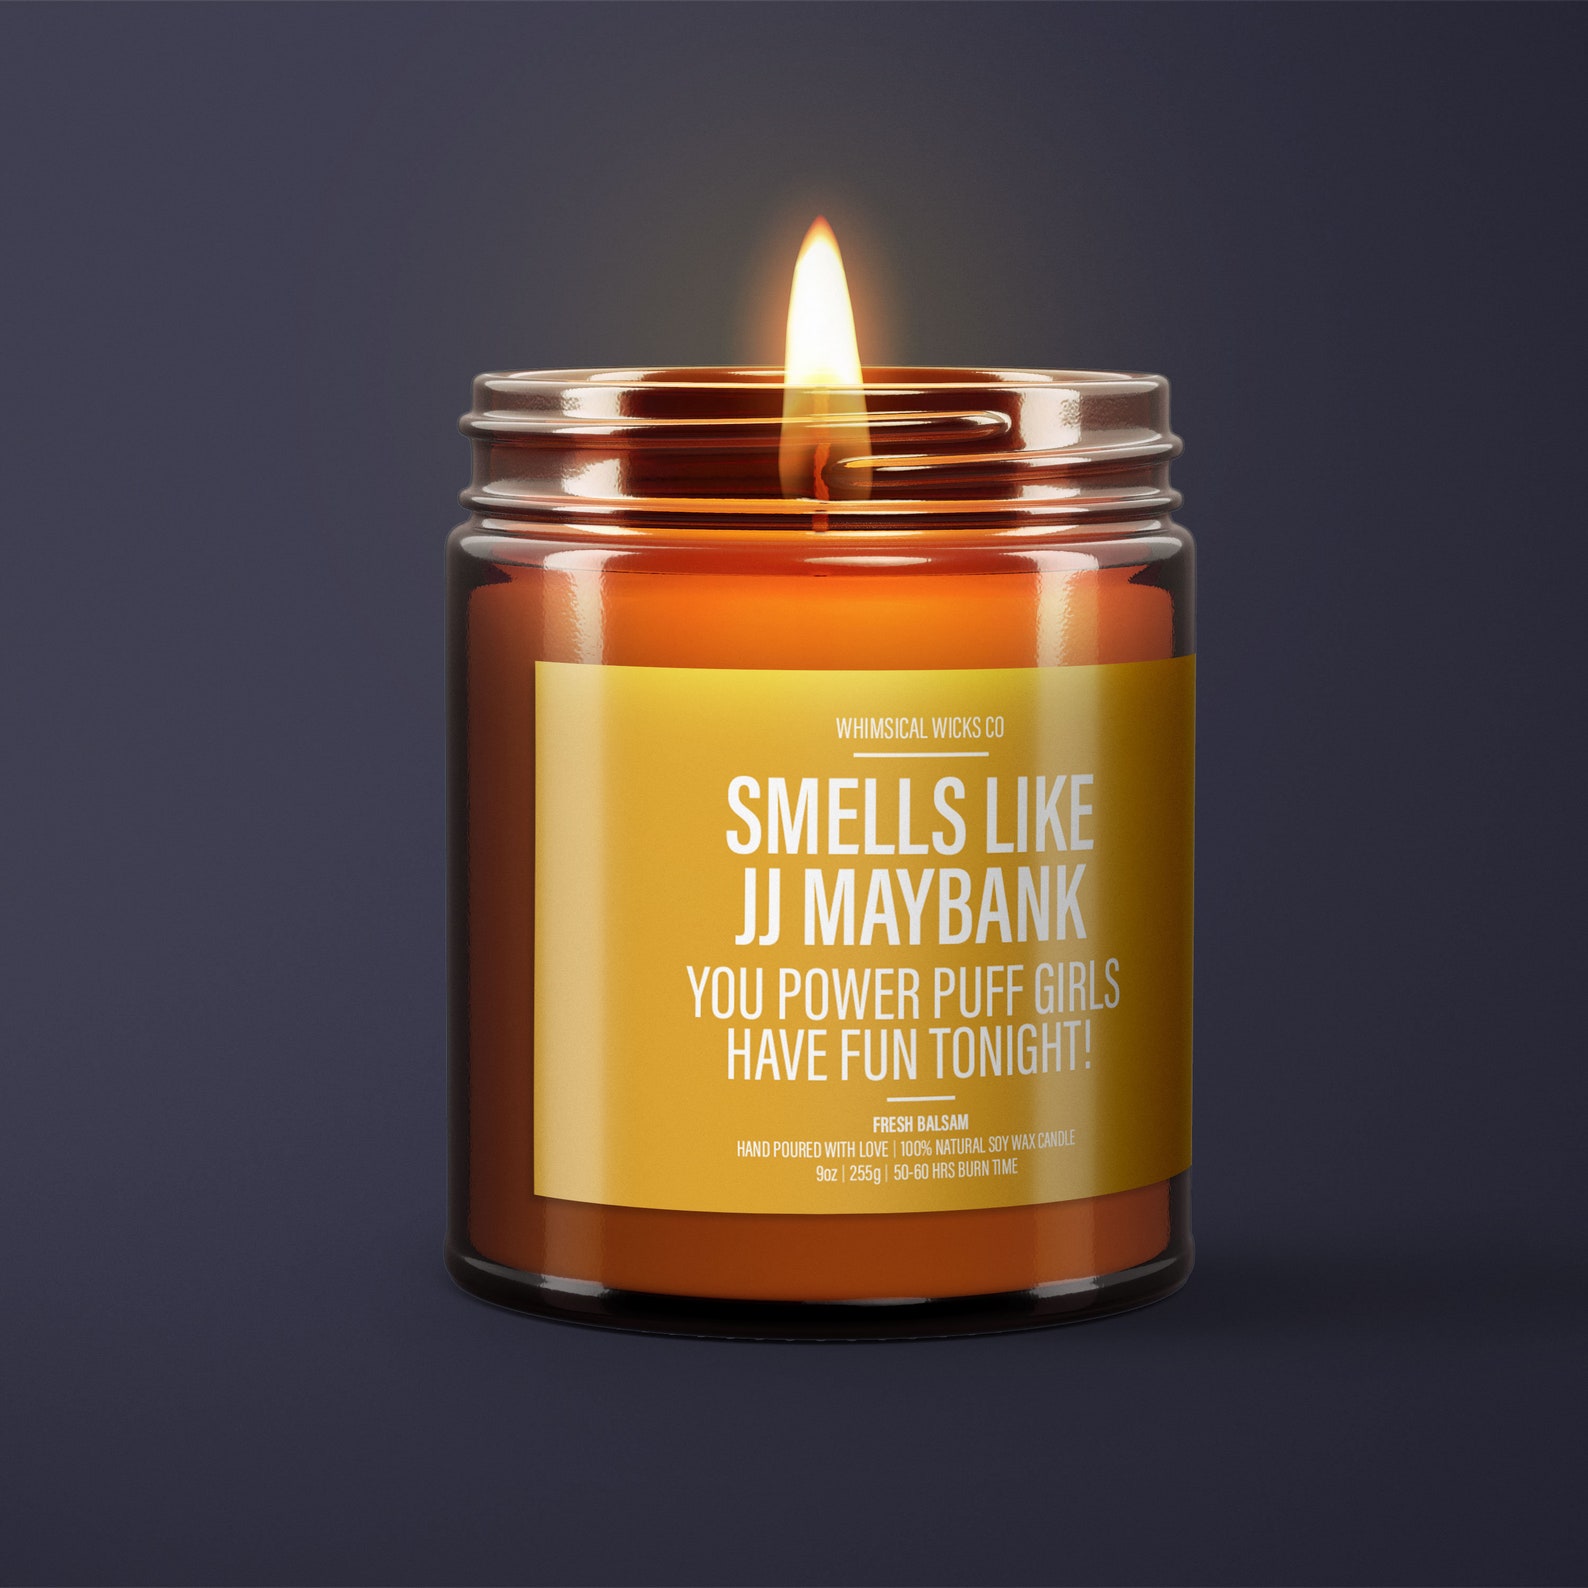 WHIMSICAL WICKS CO
SMELLS LIKE
JJ MAYBANK
YOU POWER PUFF GIRLS
HAVE FUN TONIGHT!
FRESH BALSAM
HAND POURED WITH LOVE | 100% NATURAL SOY WAX CANDLE
9oz | 255g | 50-60 HRS BURN TIME